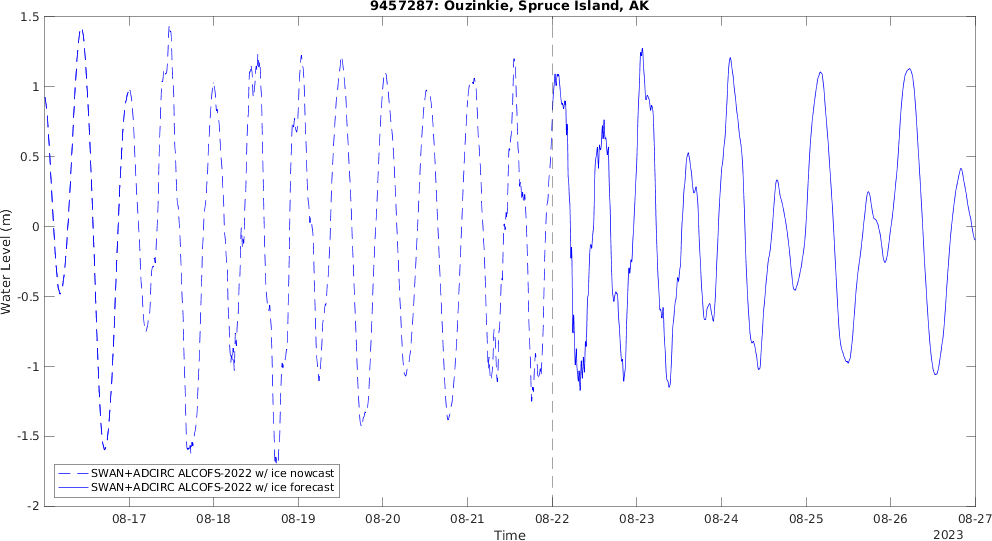 9457287: Ouzinkie, Spruce Island, AK
1.5
1
0.5
0
-0.5
-1
-1.5
-2
Water Level (m)
SWAN+ADCIRC ALCOFS-2022 w/ ice nowcast
SWAN+ADCIRC ALCOFS-2022 w/ ice forecast
08-17 08-18 08-19 08-20 08-21 08-22 08-23 08-24 08-25 08-26 08-27
Time
2023